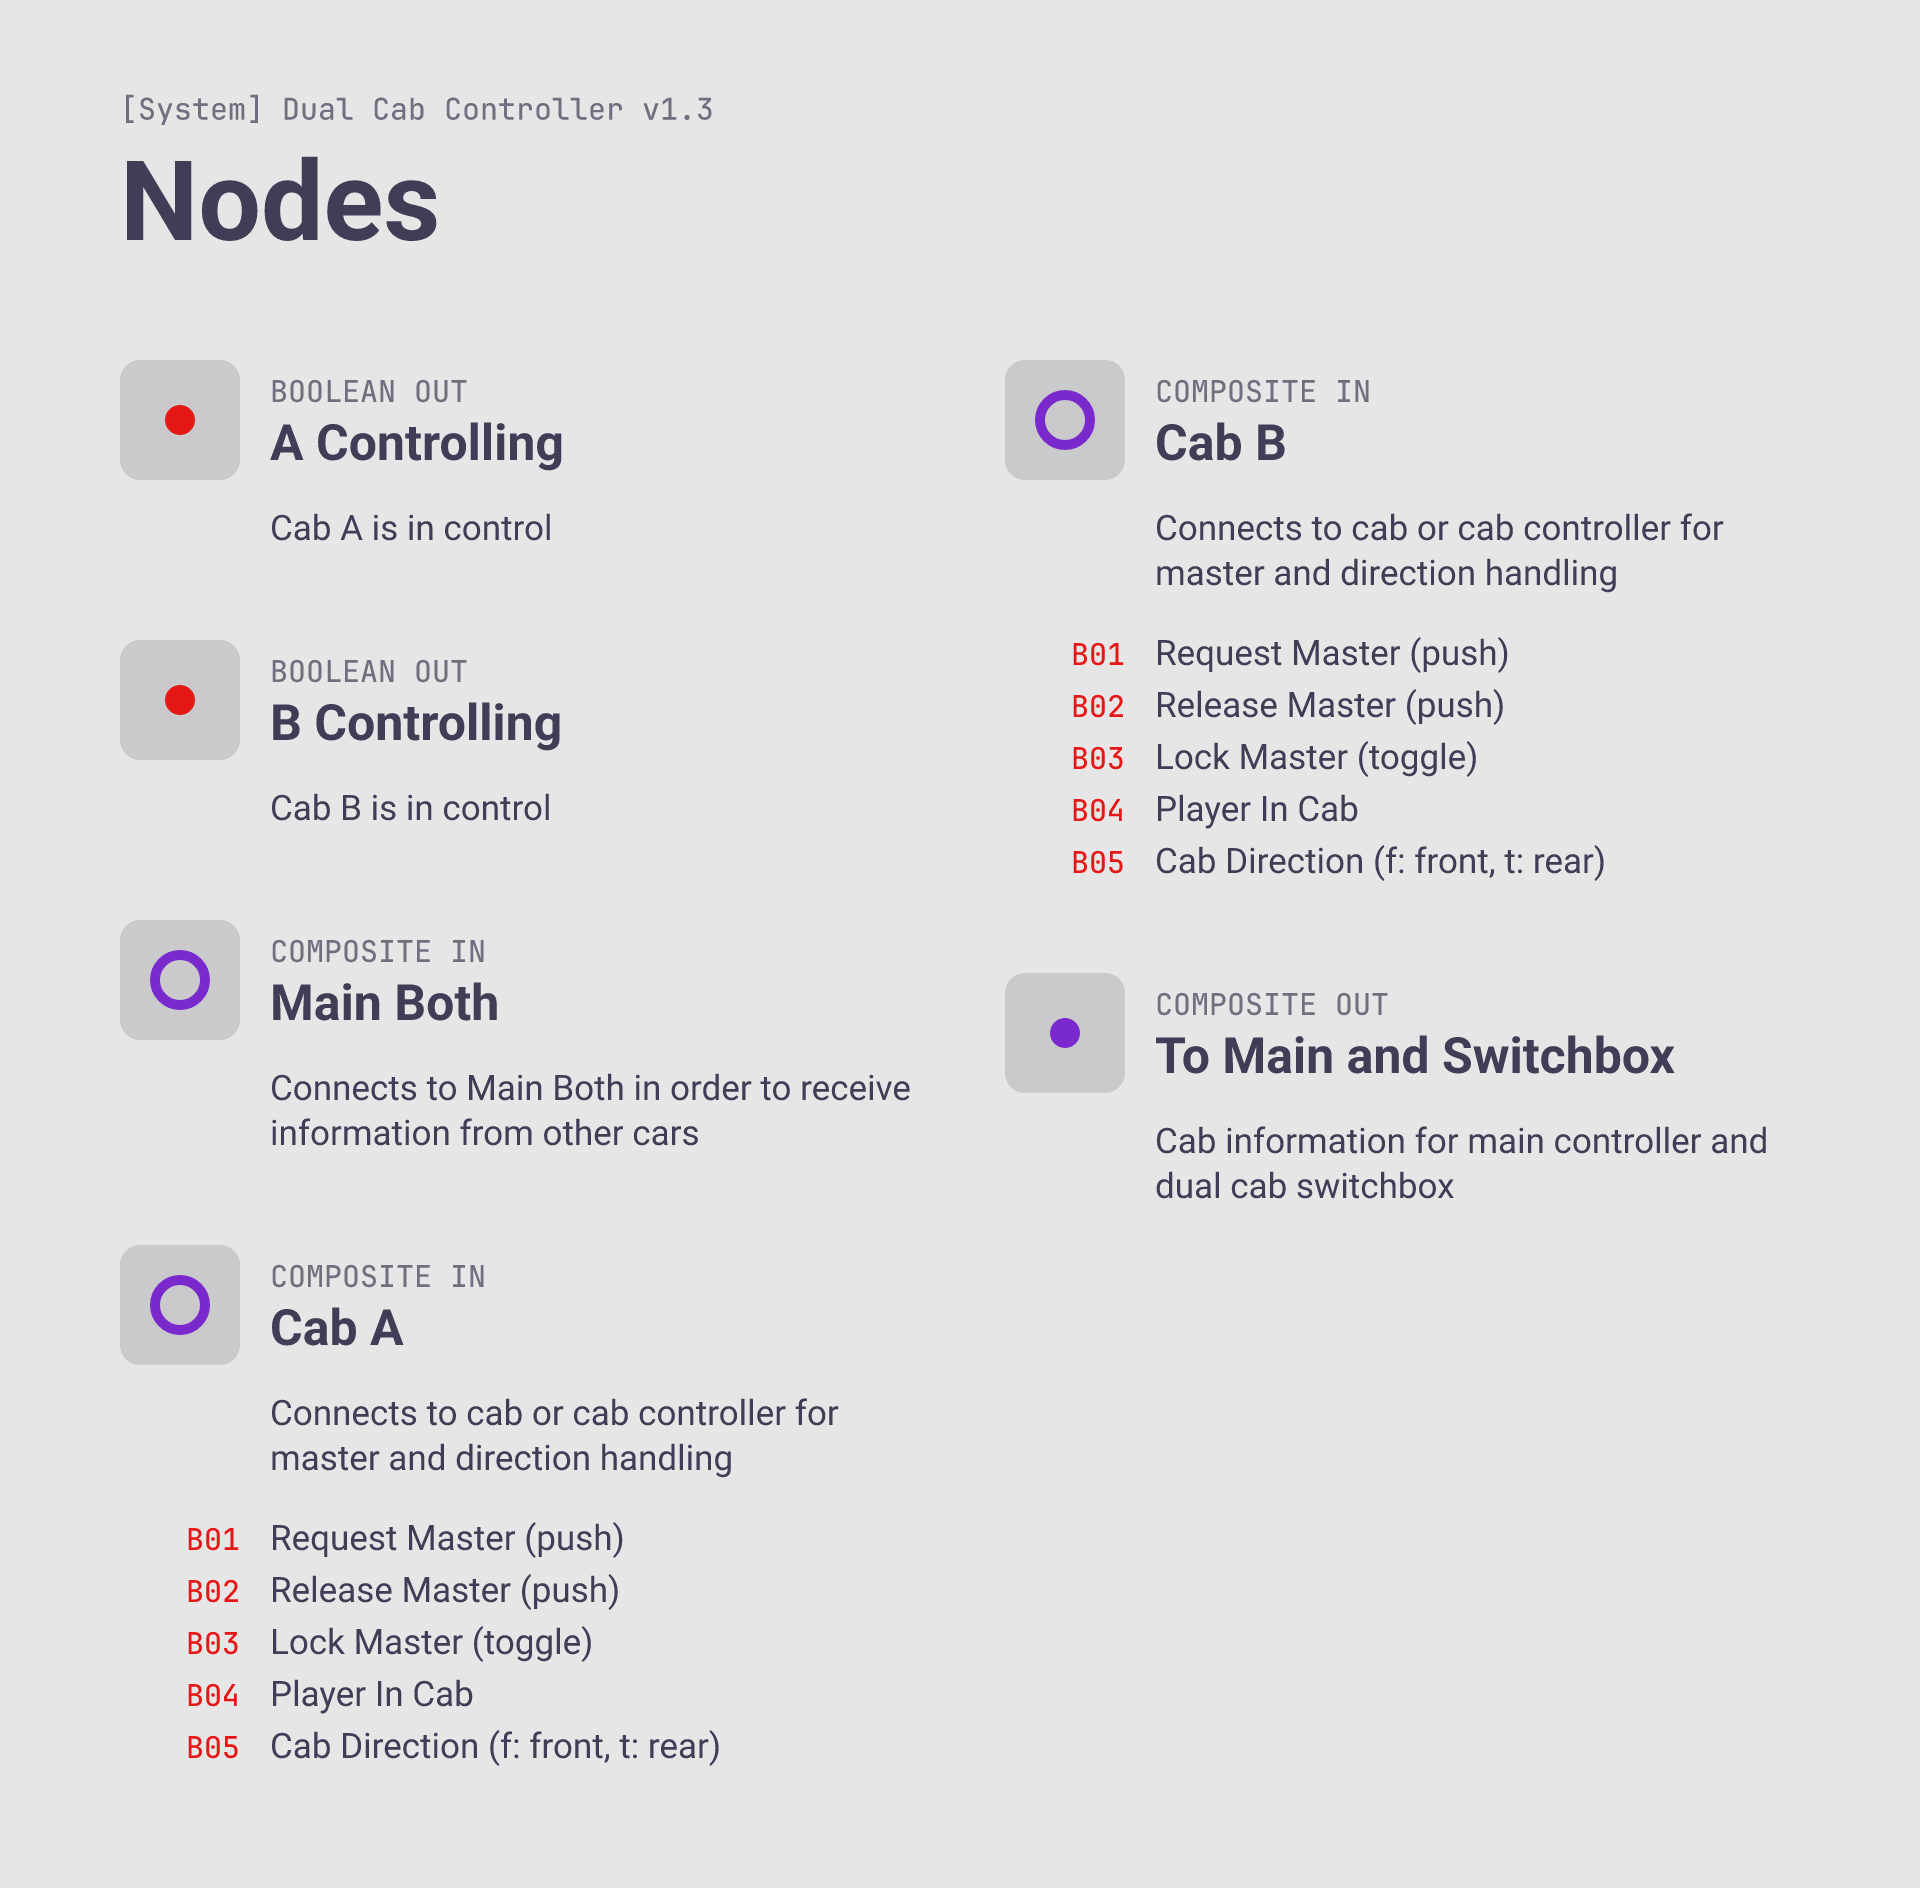 [System] Dual Cab Controller v1.3
Nodes
BOOLEAN OUT
A Controlling
Cab A is in control
BOOLEAN OUT
B Controlling
Cab B is in control
COMPOSITE IN
Main Both
Connects to Main Both in order to receive
information from other cars
COMPOSITE IN
Cab A
Connects to cab or cab controller for
master and direction handling
B01 Request Master (push)
B02 Release Master (push)
B03 Lock Master (toggle)
B04 Player In Cab
B05 Cab Direction (f: front, t: rear)
COMPOSITE IN
Cab B
Connects to cab or cab controller for
master and direction handling
B01 Request Master (push)
B02 Release Master (push)
B03 Lock Master (toggle)
B04 Player In Cab
B05 Cab Direction (f: front, t: rear)
COMPOSITE OUT
To Main and Switchbox
Cab information for main controller and
dual cab switchbox